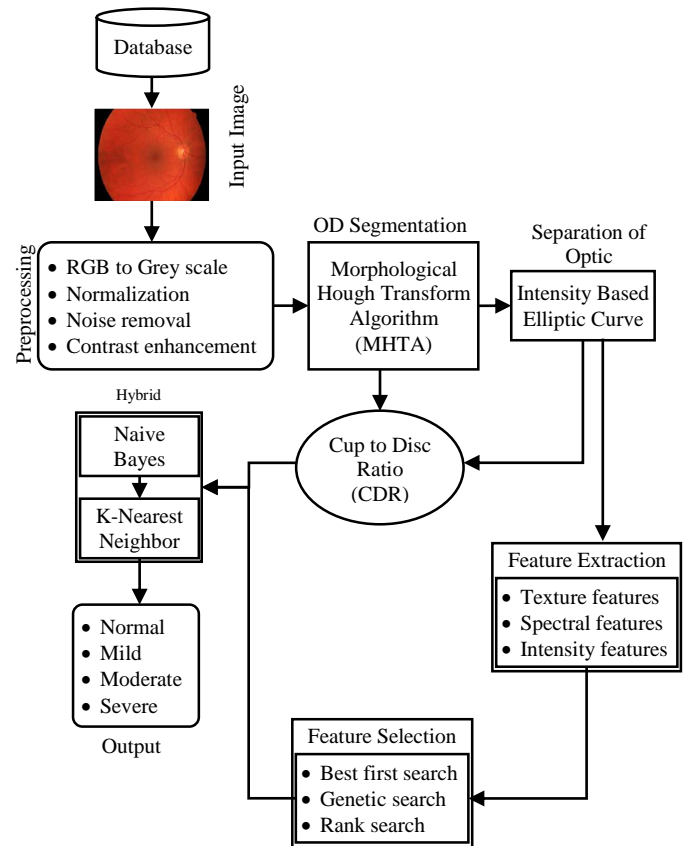 Database
Input Image
Preprocessing
• RGB to Grey scale
• Normalization
• Noise removal
• Contrast enhancement
OD Segmentation
Morphological
Hough Transform
Algorithm
(MHTA)
Separation of
Optic
Intensity Based
Elliptic Curve
Hybrid
Naive
Bayes
K-Nearest
Neighbor
Cup to Disc
Ratio
(CDR)
Feature Extraction
• Texture features
• Spectral features
• Intensity features
• Normal
• Mild
• Moderate
• Severe
Output
Feature Selection
• Best first search
• Genetic search
• Rank search